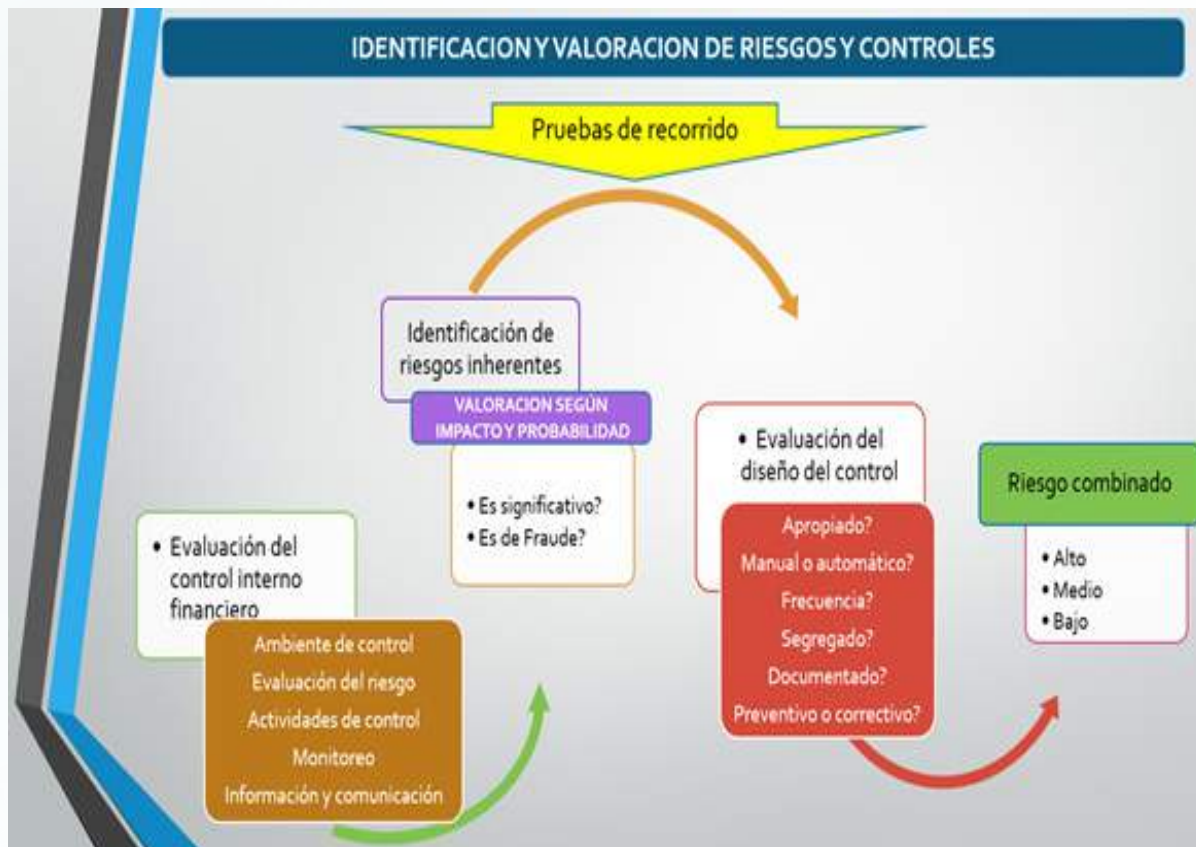 IDENTIFICACION Y VALORACION DE RIESGOS Y CONTROLES
Pruebas de recorrido
• Evaluación del
control interno
financiero
Ambiente de control
Evaluación del riesgo
Actividades de control
Monitoreo
Información y comunicación
Identificación de
riesgos inherentes
VALORACION SEGÚN
IMPACTO Y PROBABILIDAD
• Es significativo?
• Es de Fraude?
• Evaluación del
diseño del control
Apropiado?
Manual o automático?
Frecuencia?
Segregado?
Documentado?
Preventivo o correctivo?
Riesgo combinado
• Alto
• Medio
• Bajo